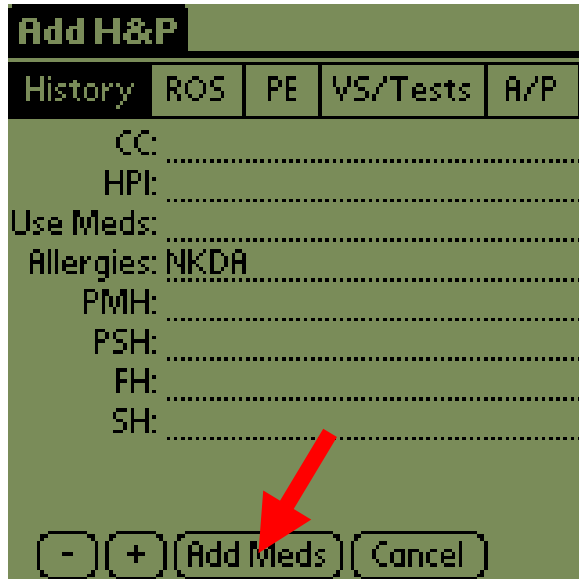 Add H&P
History ROS PE VS/Tests A/P
CC:
HPI:
Use Meds:
Allergies: NKDA
PMH:
PSH:
FH:
SH:
- + Add Meds Cancel